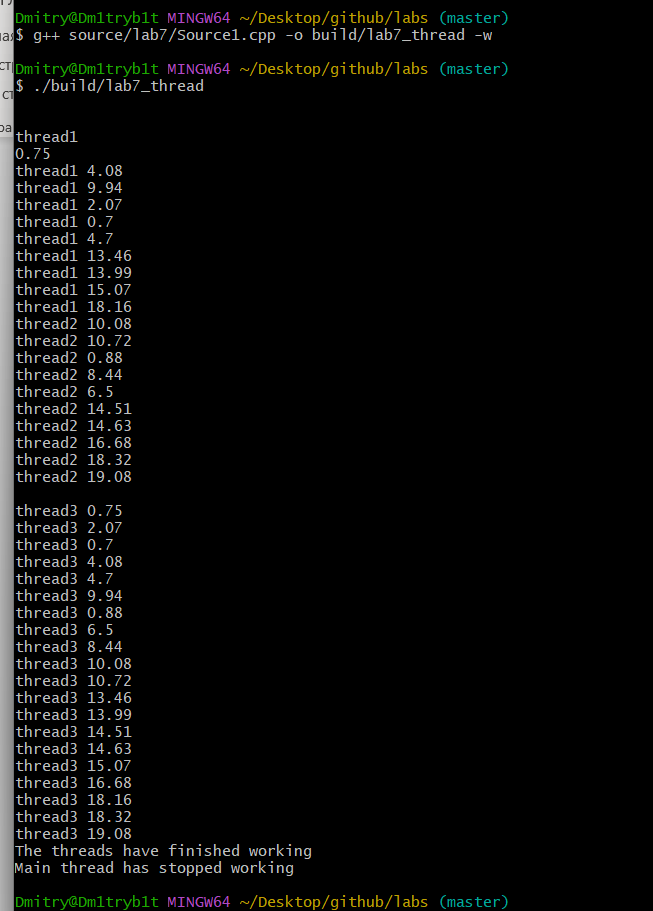 Dmitry@Dm1tryb1t MINGW64 ~/Desktop/github/labs (master)
$ g++ source/lab7/Source1.cpp -o build/lab7_thread -w
Dmitry@Dm1tryb1t MINGW64 ~/Desktop/github/labs (master)
$ ./build/lab7_thread
thread1
0.75
thread1 4.08
thread1 9.94
thread1 2.07
thread1 0.7
thread1 4.7
thread1 13.46
thread1 13.99
thread1 15.07
thread1 18.16
thread2 10.08
thread2 10.72
thread2 0.88
thread2 8.44
thread2 6.5
thread2 14.51
thread2 14.63
thread2 16.68
thread2 18.32
thread2 19.08
thread3 0.75
thread3 2.07
thread3 0.7
thread3 4.08
thread3 4.7
thread3 9.94
thread3 0.88
thread3 6.5
thread3 8.44
thread3 10.08
thread3 10.72
thread3 13.46
thread3 13.99
thread3 14.51
thread3 14.63
thread3 15.07
thread3 16.68
thread3 18.16
thread3 18.32
thread3 19.08
The threads have finished working
Main thread has stopped working
Dmitry@Dm1tryb1t MINGW64 ~/Desktop/github/labs (master)